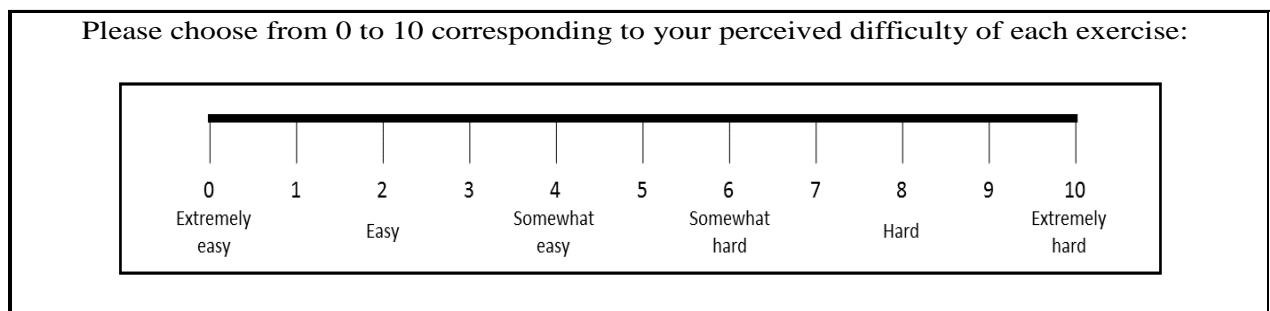 Please choose from 0 to 10 corresponding to your perceived difficulty of each exercise:
0 1 2 3 4 5 6 7 8 9 10
Extremely easy Easy Somewhat easy Somewhat hard Hard Extremely hard